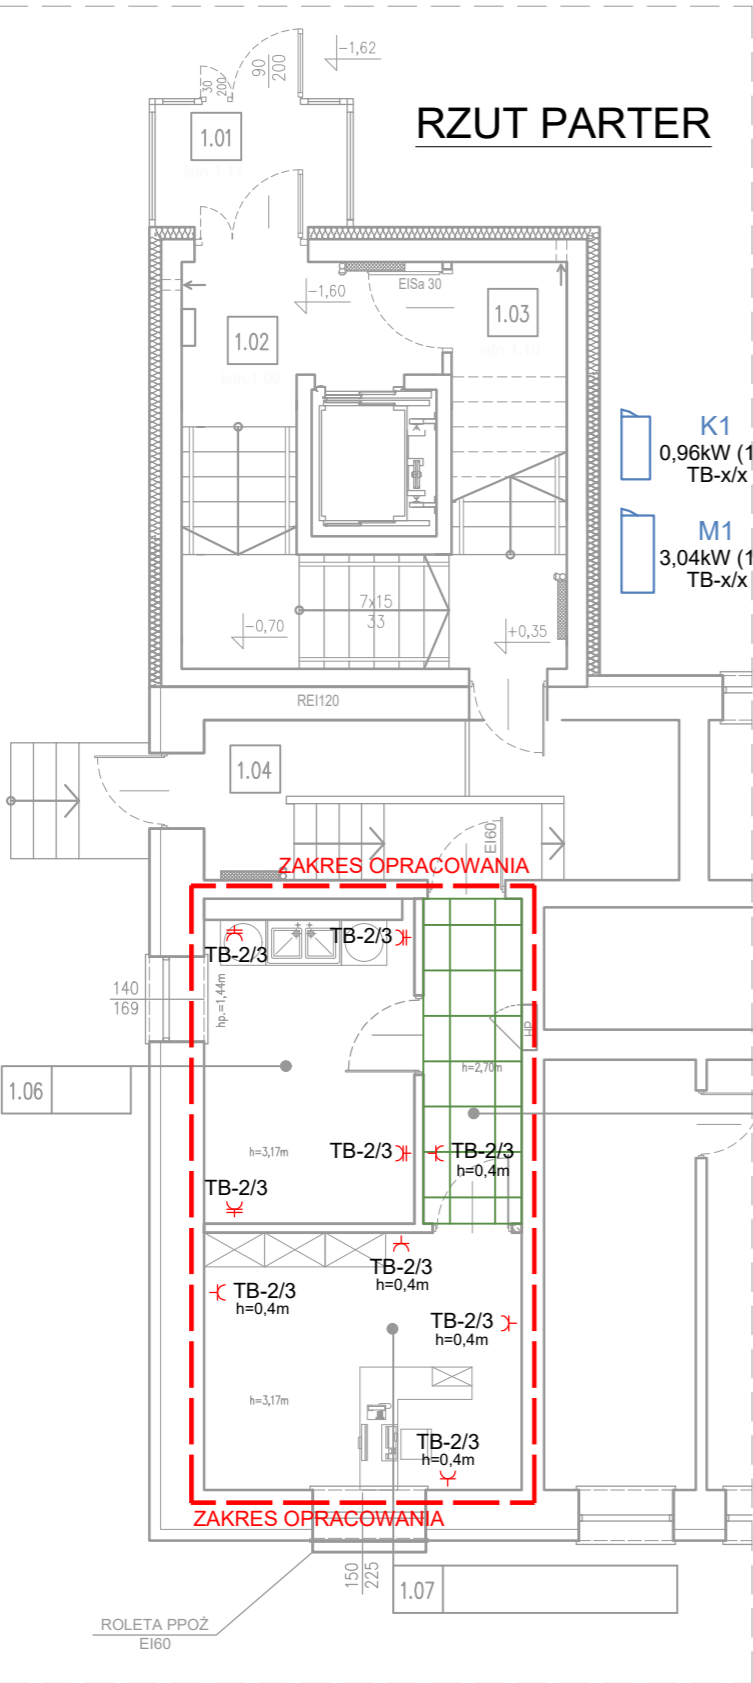 -1,62
90
200
30
200
RZUT PARTER
1.01
-1,60
EISa 30
1.03
1.02
K1
0,96kW (1
TB-x/x
M1
3,04kW (1
TB-x/x
7x15
33
-0,70
+0,35
REI120
1.04
EI60
ZAKRES OPRACOWANIA
TB-2/3
TB-2/3
140
169
hp.=1,44m
HP
h=2,70m
1.06
h=3,17m
TB-2/3
TB-2/3
h=0,4m
TB-2/3
TB-2/3
h=0,4m
TB-2/3
h=0,4m
TB-2/3
h=0,4m
h=3,17m
TB-2/3
h=0,4m
ZAKRES OPRACOWANIA
150
225
1.07
ROLETA PPOŻ
EI60